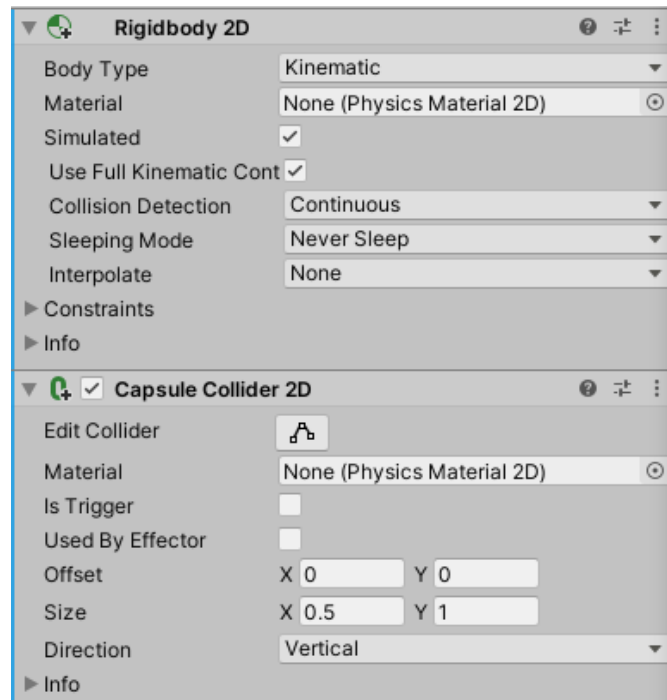 Rigidbody 2D
Body Type Kinematic
Material None (Physics Material 2D)
Simulated
Use Full Kinematic Cont
Collision Detection Continuous
Sleeping Mode Never Sleep
Interpolate None
Constraints
Info
Capsule Collider 2D
Edit Collider
Material None (Physics Material 2D)
Is Trigger
Used By Effector
Offset X 0 Y 0
Size X 0.5 Y 1
Direction Vertical
Info